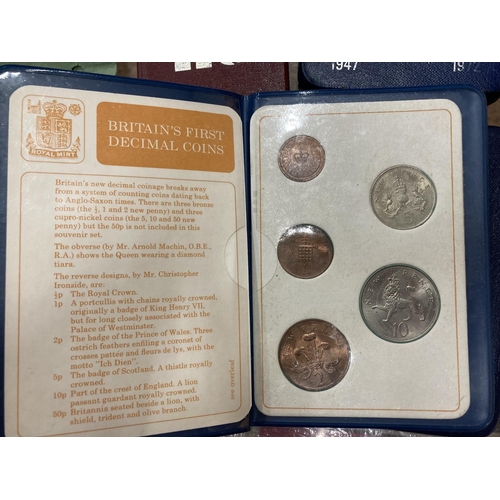 1947
1972
ROYAL MINT
BRITAIN'S FIRST
DECIMAL COINS
Britain's new decimal coinage breaks away
from a system of counting coins dating back
to Anglo-Saxon times. There are three bronze
coins (the ½, 1 and 2 new penny) and three
cupro-nickel coins (the 5, 10 and 50 new
penny) but the 50p is not included in this
souvenir set.
The obverse (by Mr. Arnold Machin, O.B.E.,
R.A.) shows the Queen wearing a diamond
tiara.
The reverse designs, by Mr. Christopher
Ironside, are:
½p The Royal Crown.
1p A portcullis with chains royally crowned,
originally a badge of King Henry VII,
but for long closely associated with the
Palace of Westminster.
2p The badge of the Prince of Wales. Three
ostrich feathers enfiling a coronet of
crosses pattée and fleurs de lys, with the
motto "Ich Dien".
5p The badge of Scotland. A thistle royally
crowned.
10p Part of the crest of England. A lion
passant guardant royally crowned.
50p Britannia seated beside a lion, with
shield, trident and olive branch.
see overleaf
NEW PENCE
10